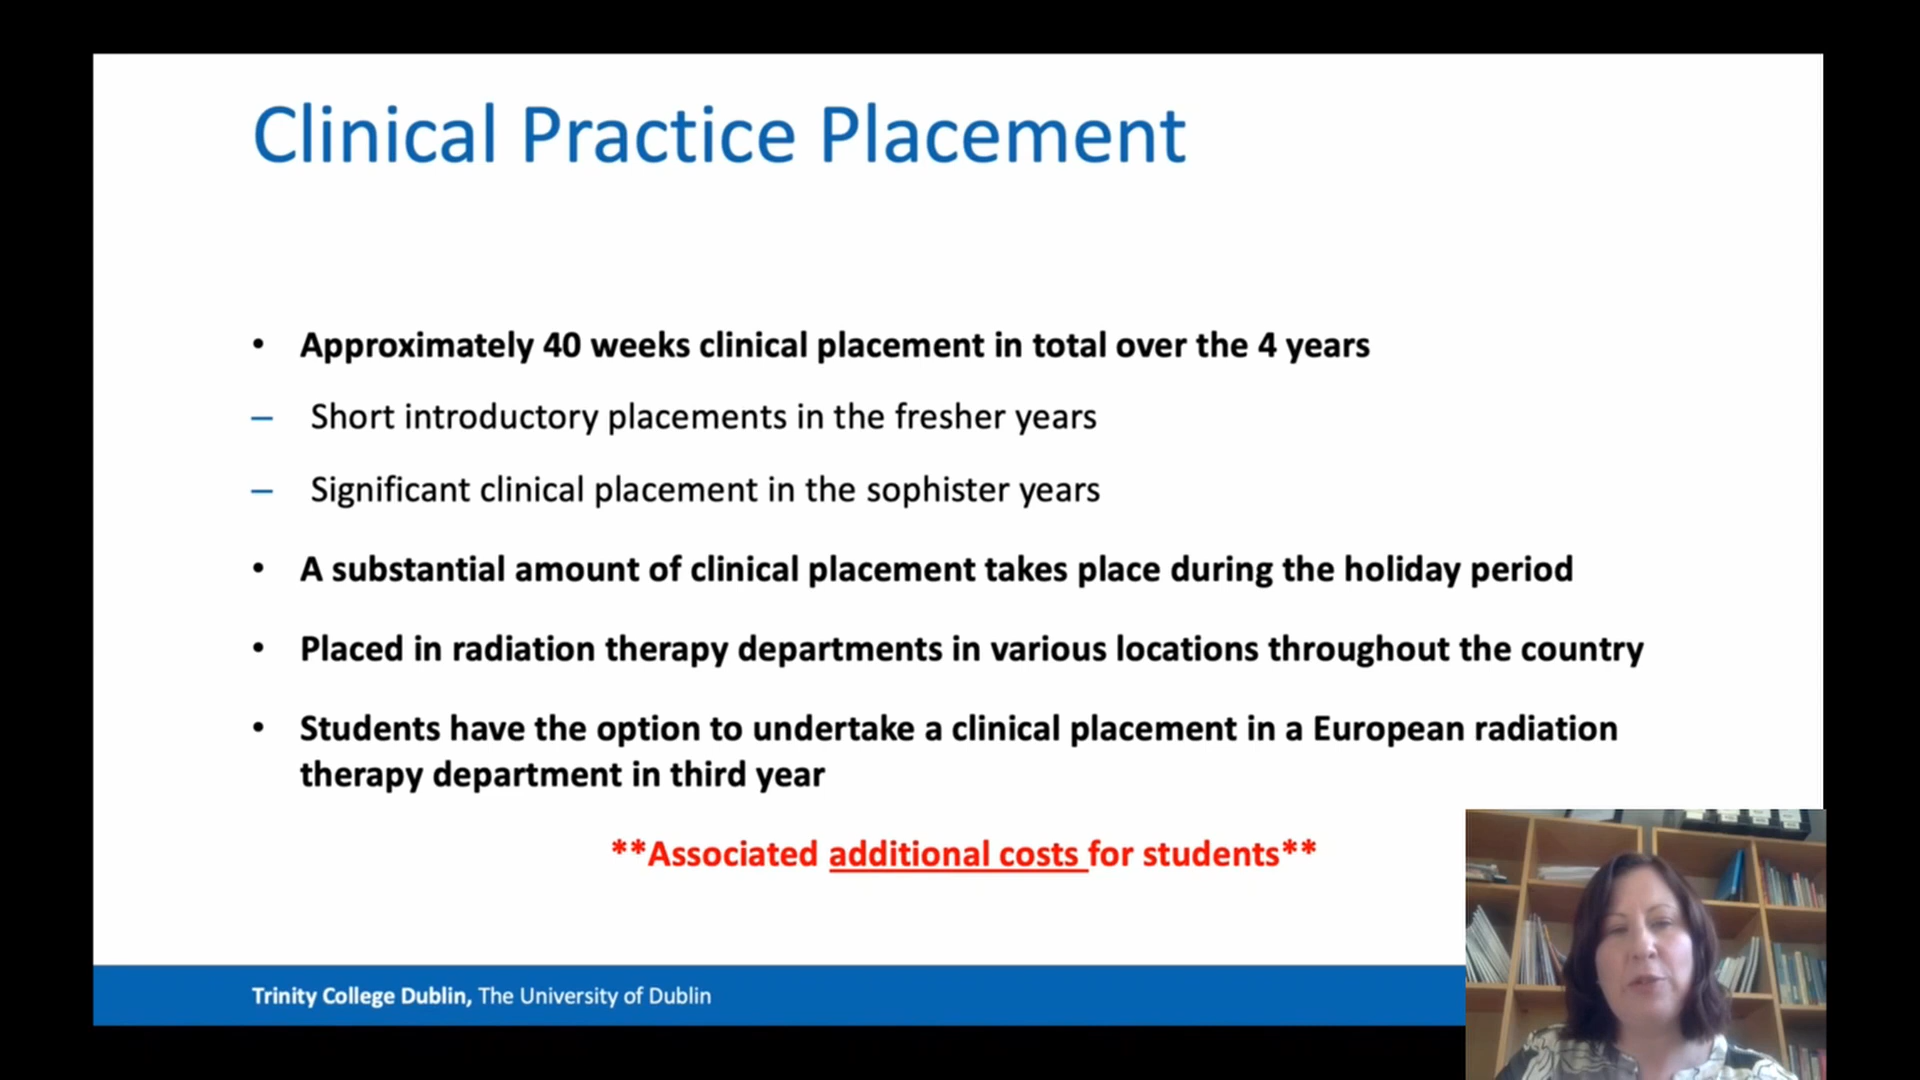 Clinical Practice Placement
• Approximately 40 weeks clinical placement in total over the 4 years
– Short introductory placements in the fresher years
– Significant clinical placement in the sophister years
• A substantial amount of clinical placement takes place during the holiday period
• Placed in radiation therapy departments in various locations throughout the country
• Students have the option to undertake a clinical placement in a European radiation
therapy department in third year
**Associated additional costs for students**
Trinity College Dublin, The University of Dublin